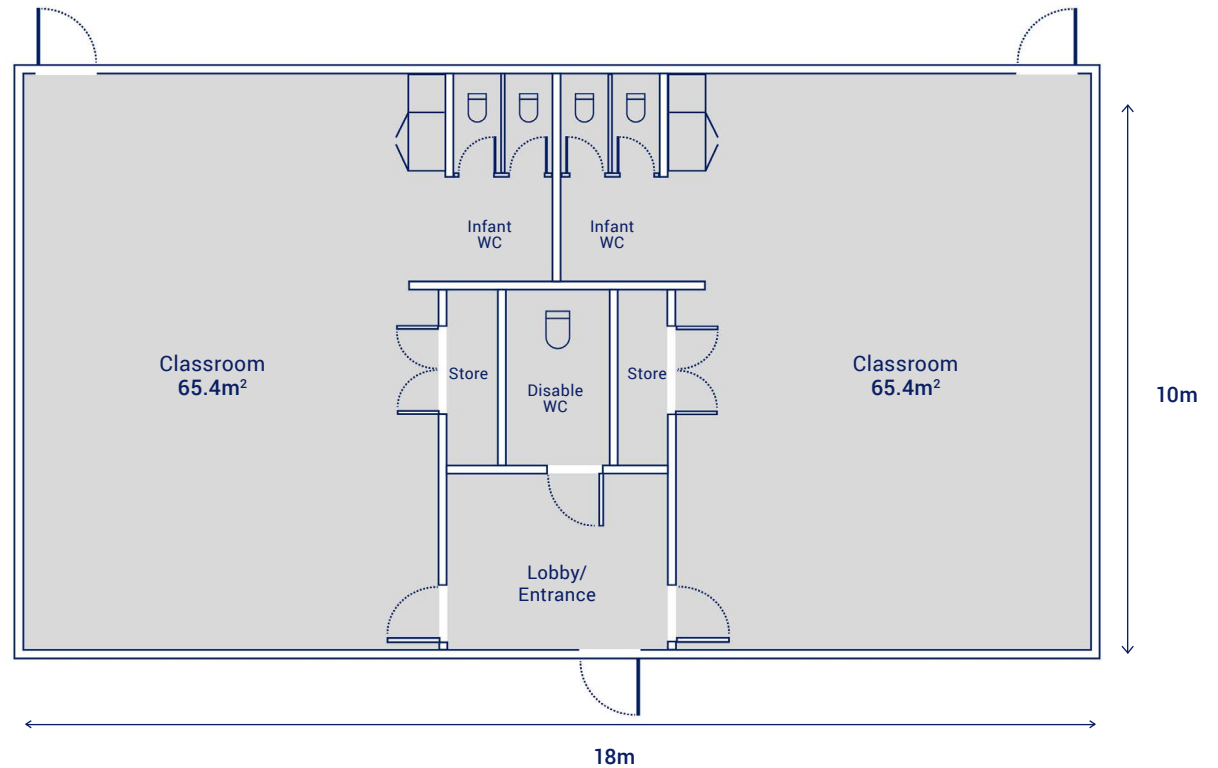 Infant
WC
Infant
WC
Classroom
65.4m²
Store
Disable
WC
Store
Classroom
65.4m²
10m
Lobby/
Entrance
18m